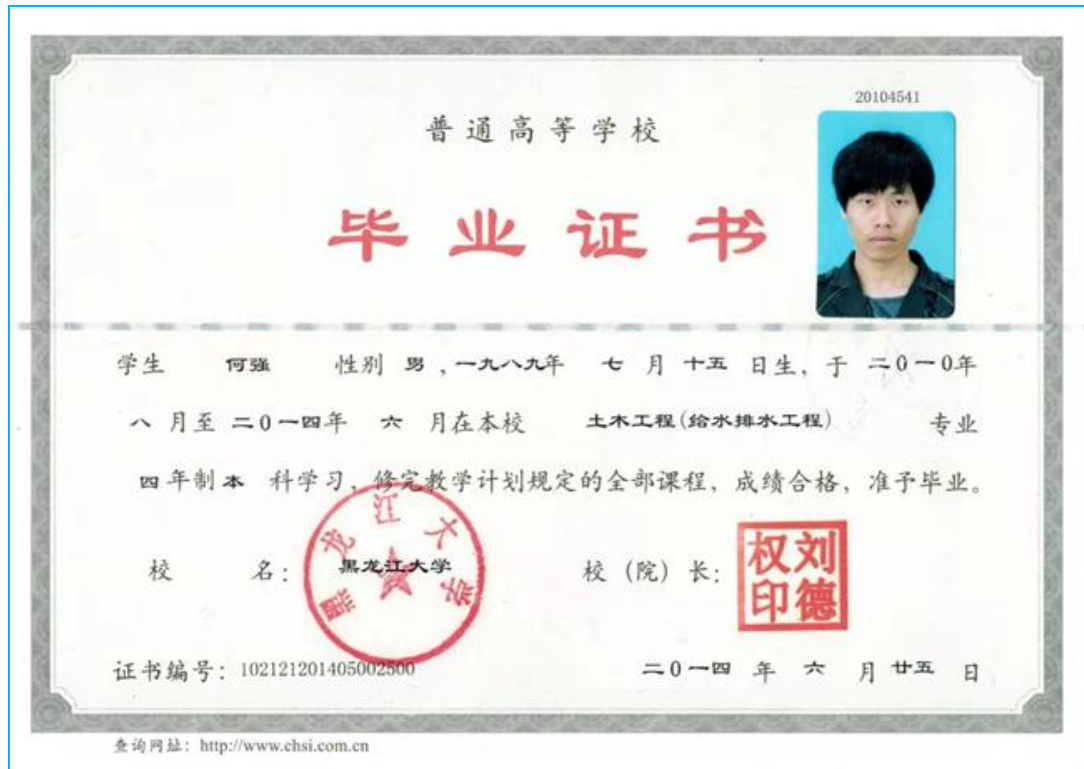 20104541
普通高等学校
毕业证书
学生 何强 性别 男，一九八九年 七 月 十五 日生，于 二0一0年
八 月至 二0一四年 六 月在本校 土木工程(给水排水工程) 专业
四 年制 本 科学习，修完教学计划规定的全部课程，成绩合格，准予毕业。
校 名： 黑龙江大学
黑龙江大学
校（院）长：
刘德权印
证书编号：102121201405002500
二0一四 年 六 月 廿五 日
查询网址：http://www.chsi.com.cn